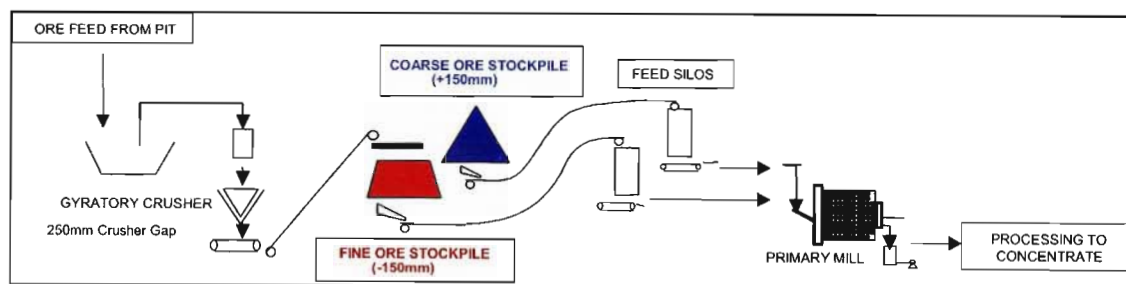 ORE FEED FROM PIT
COARSE ORE STOCKPILE
(+150mm)
FEED SILOS
GYRATORY CRUSHER
250mm Crusher Gap
FINE ORE STOCKPILE
(-150mm)
PRIMARY MILL
PROCESSING TO
CONCENTRATE